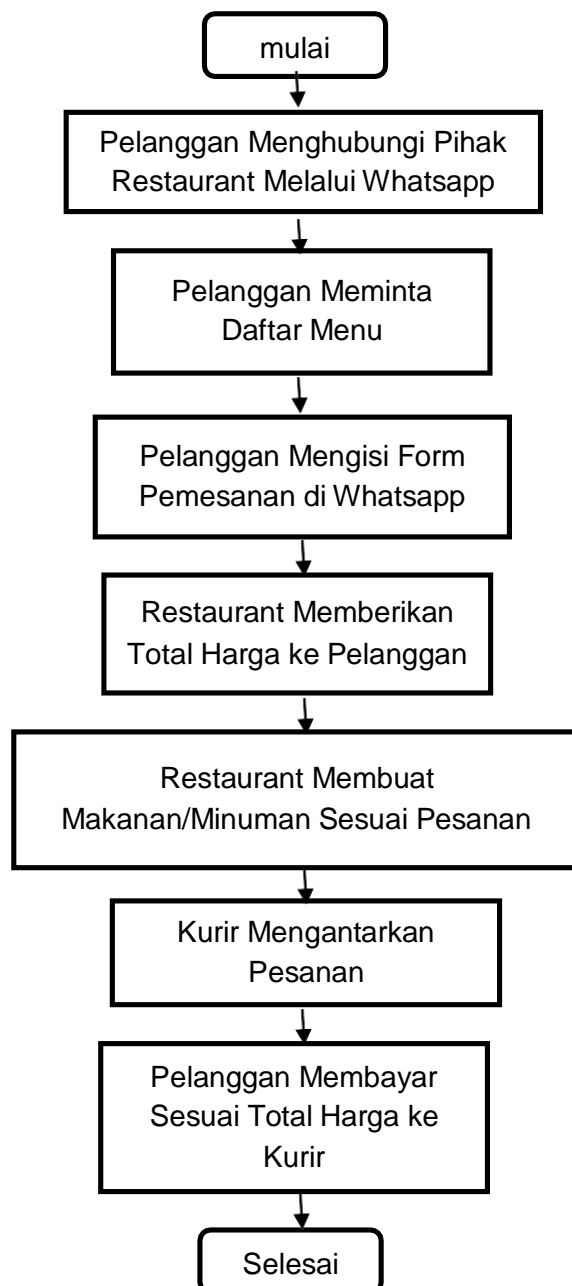 mulai
Pelanggan Menghubungi Pihak
Restaurant Melalui Whatsapp
Pelanggan Meminta
Daftar Menu
Pelanggan Mengisi Form
Pemesanan di Whatsapp
Restaurant Memberikan
Total Harga ke Pelanggan
Restaurant Membuat
Makanan/Minuman Sesuai Pesanan
Kurir Mengantarkan
Pesanan
Pelanggan Membayar
Sesuai Total Harga ke
Kurir
Selesai